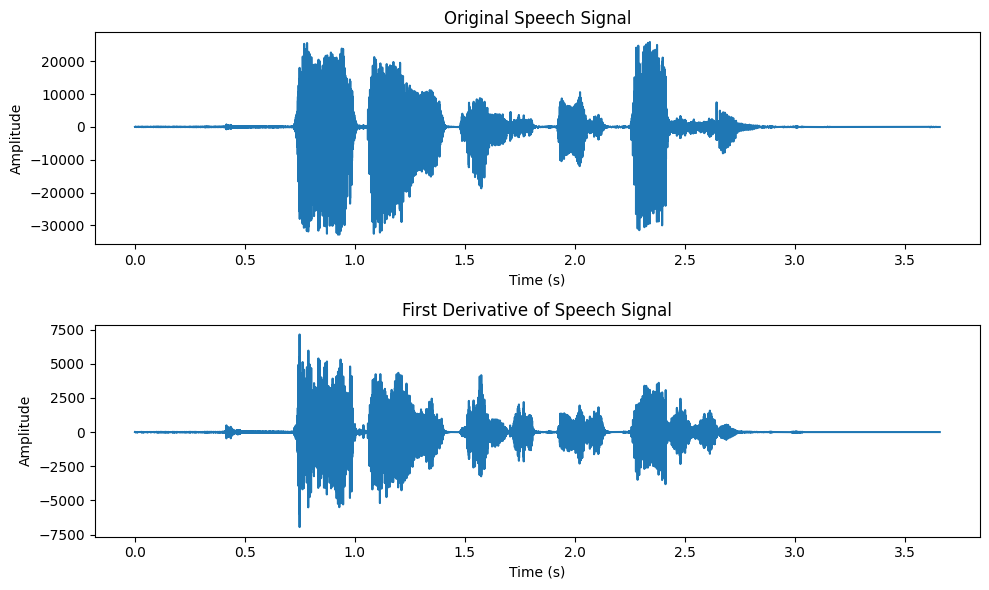 Original Speech Signal
20000
10000
0
−10000
−20000
−30000
Amplitude
0.0 0.5 1.0 1.5 2.0 2.5 3.0 3.5
Time (s)
First Derivative of Speech Signal
7500
5000
2500
0
−2500
−5000
−7500
Amplitude
0.0 0.5 1.0 1.5 2.0 2.5 3.0 3.5
Time (s)